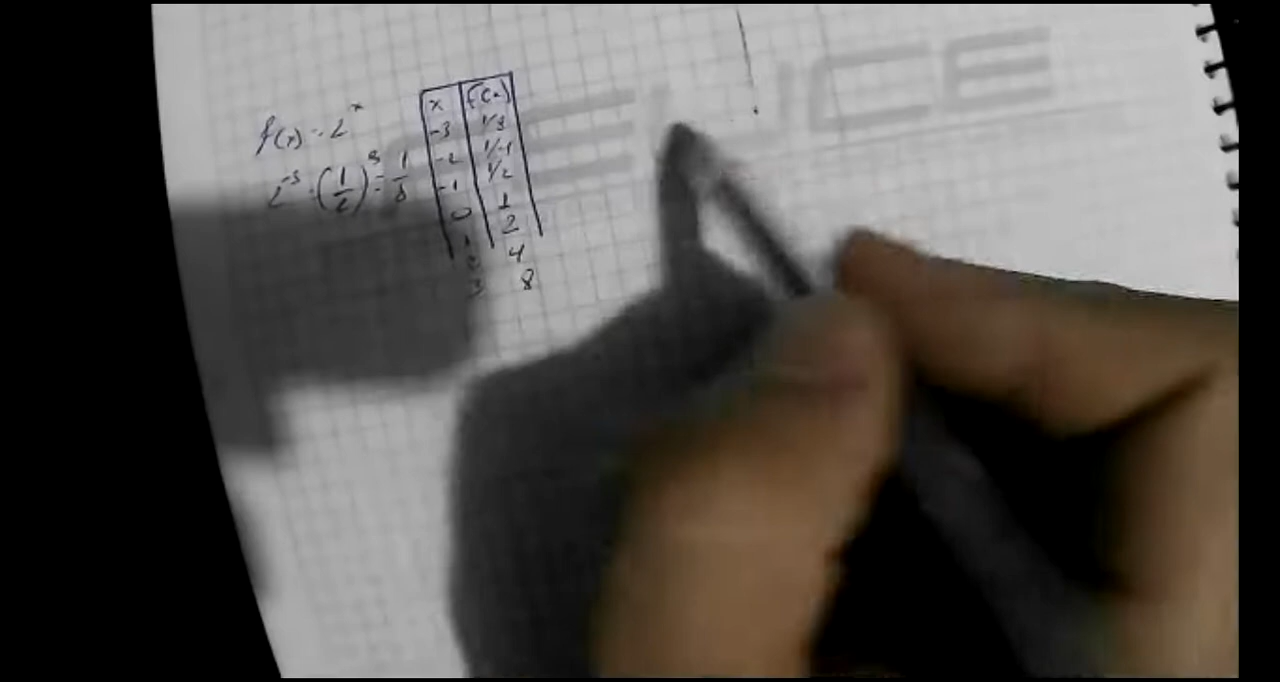 f(x) = 2^x
2^-3 = (1/2)^3 = 1/8
x f(x)
-3 1/8
-2 1/4
-1 1/2
0 1
1 2
2 4
3 8